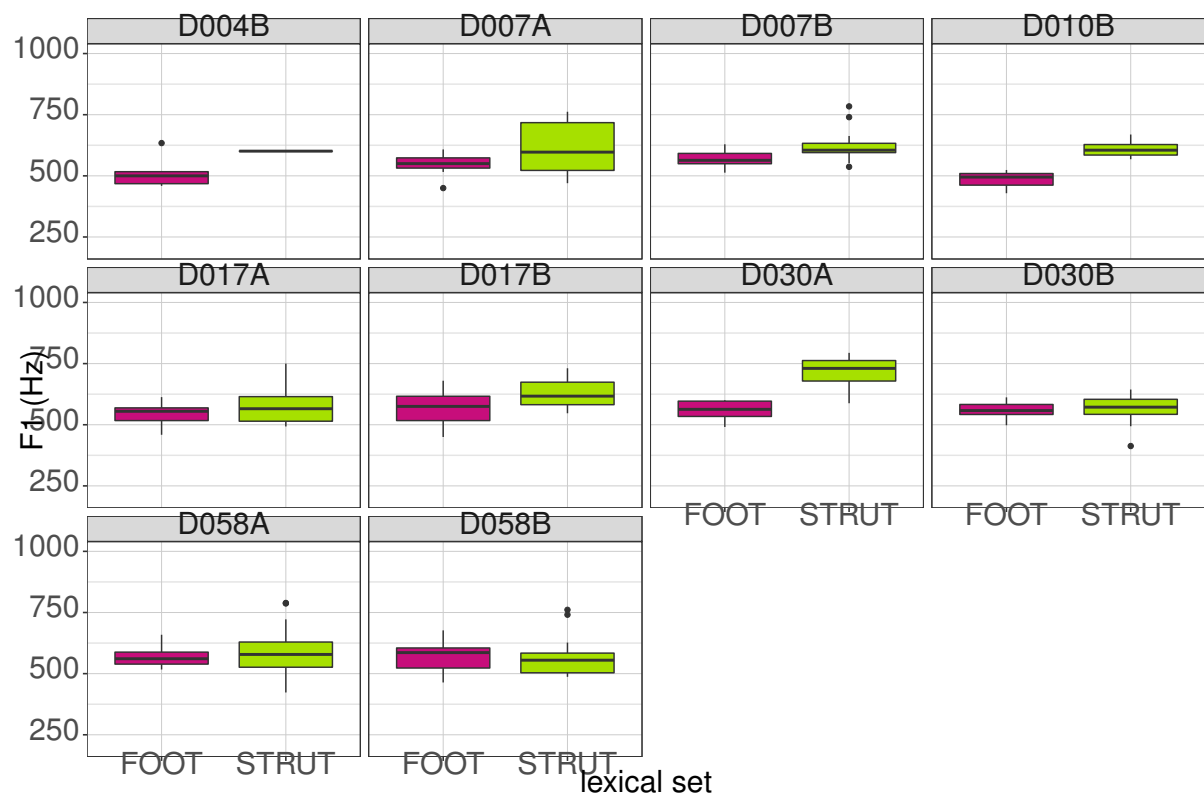 D004B D007A D007B D010B
1000
750
500
250
D017A D017B D030A D030B
1000
750
500
250
F1 (Hz)
FOOT STRUT FOOT STRUT
D058A D058B
1000
750
500
250
FOOT STRUT FOOT STRUT
lexical set